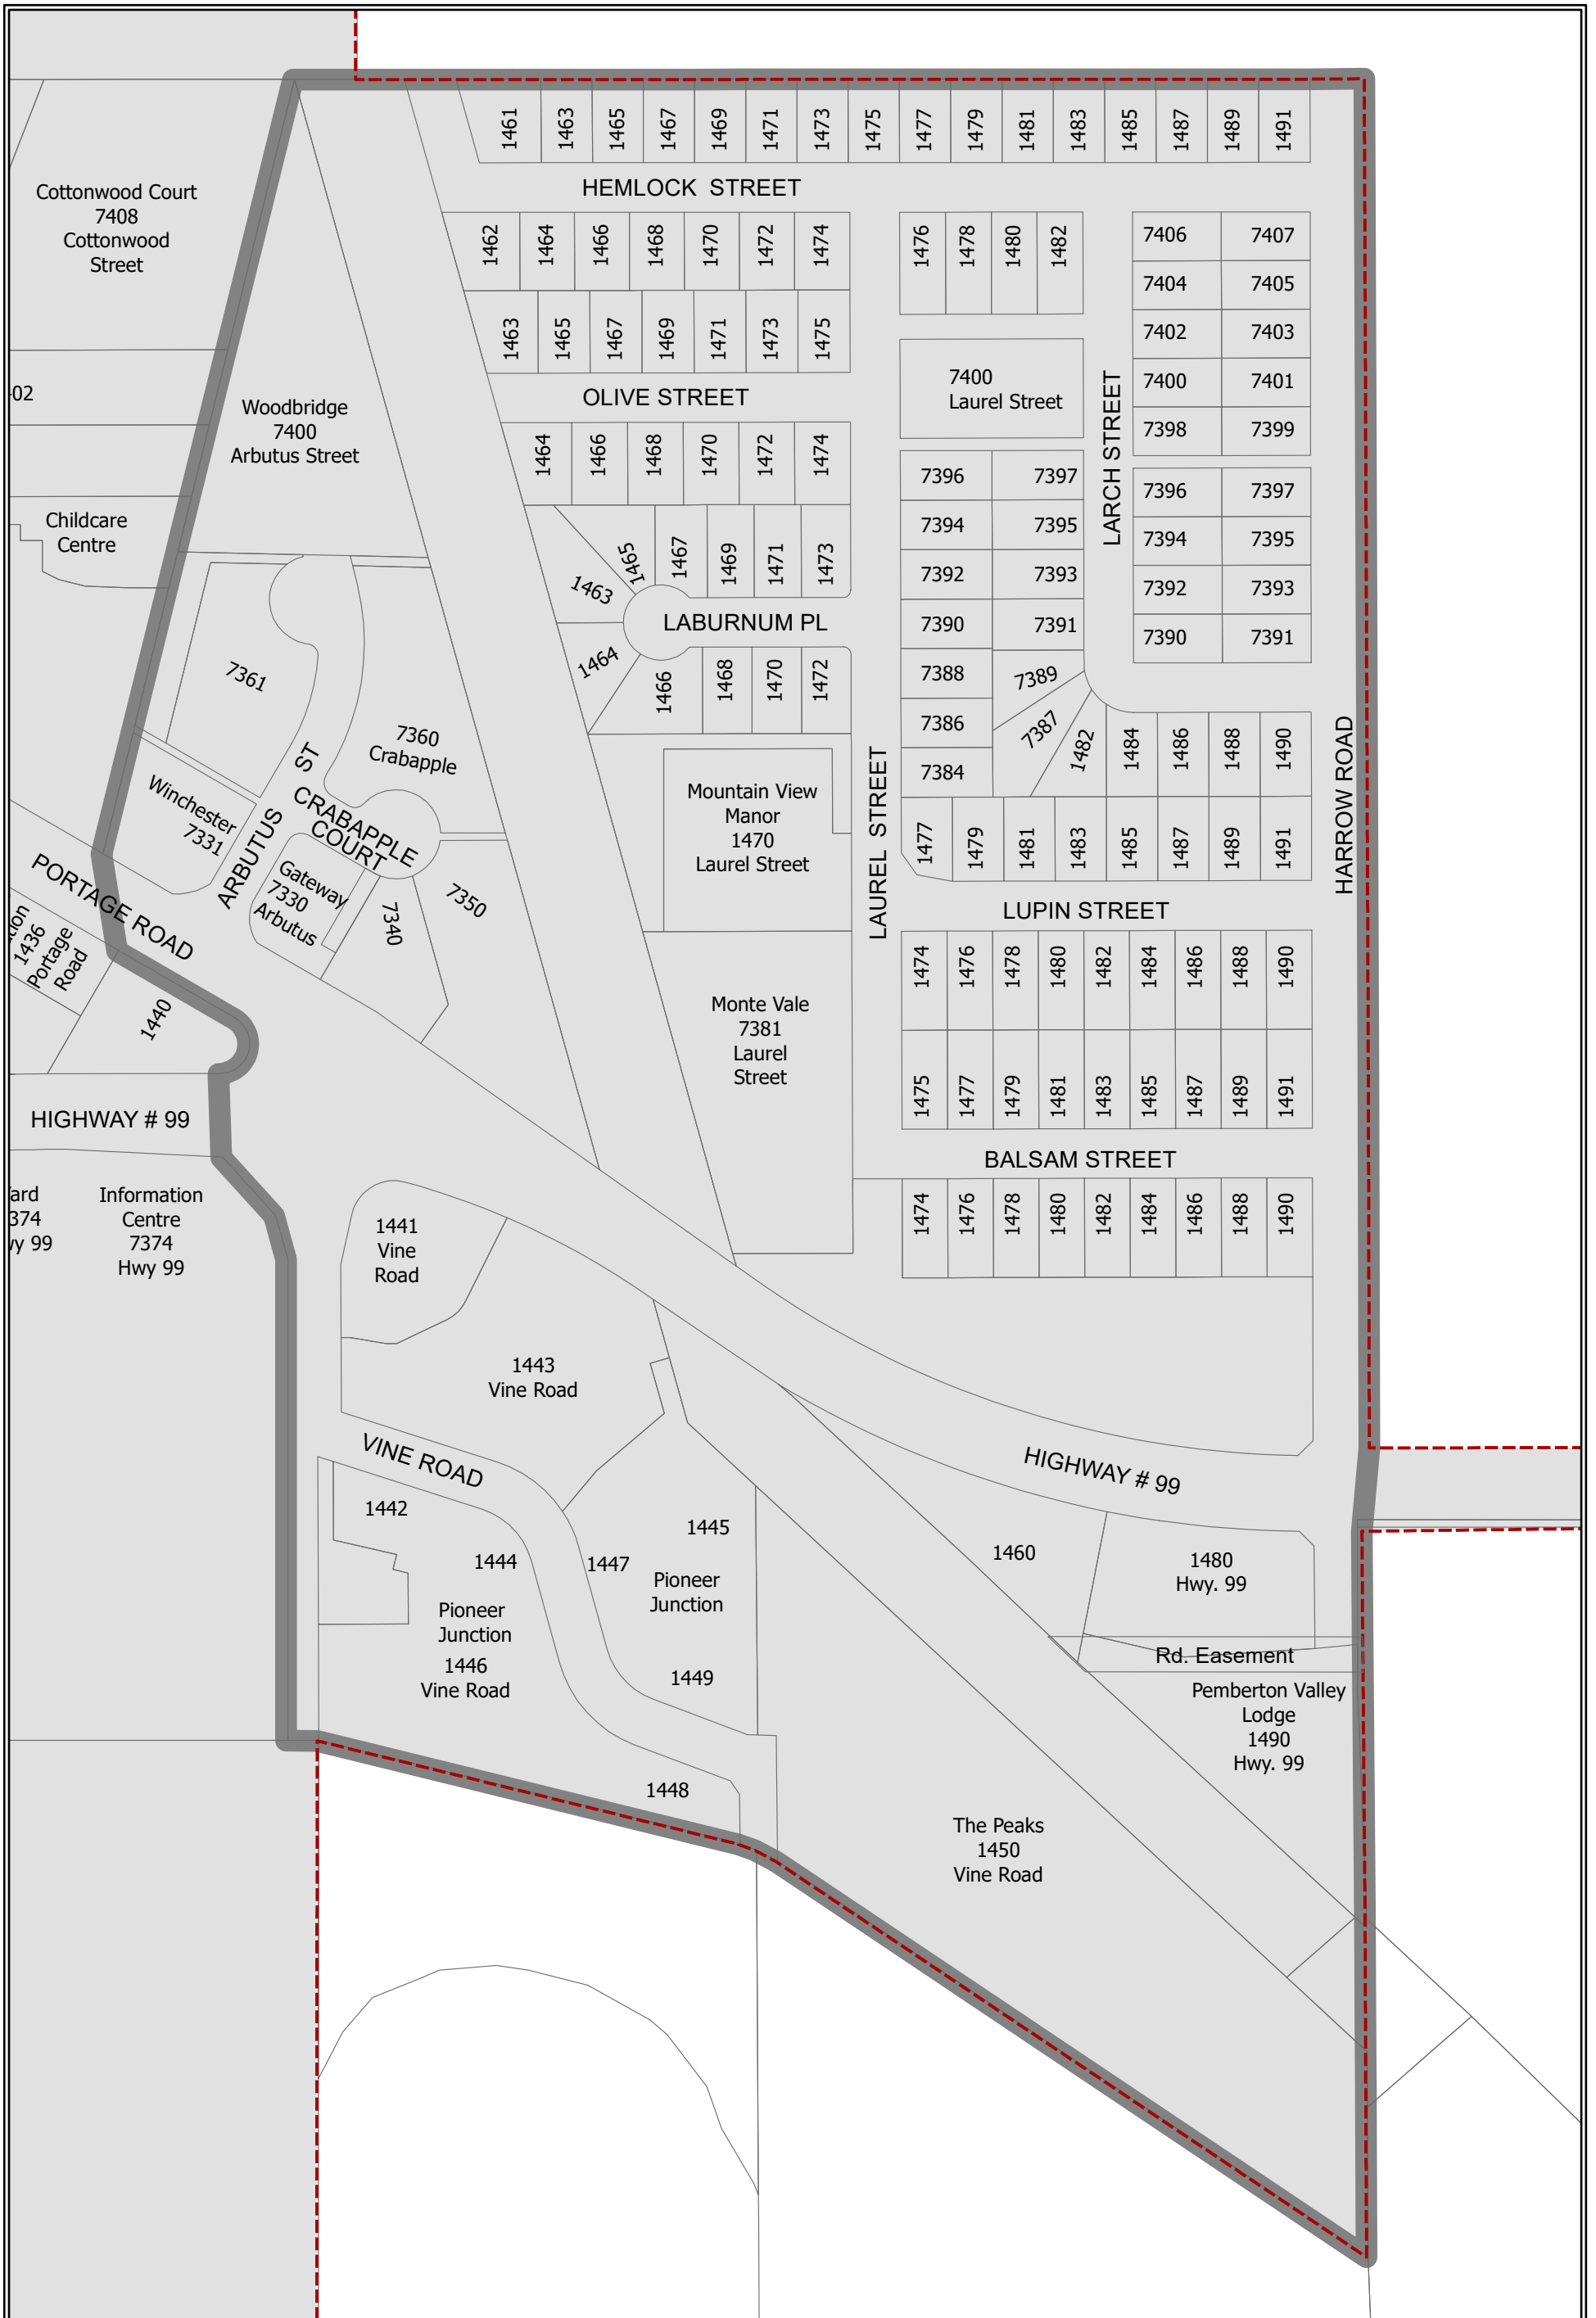 1461
1463
1465
1467
1469
1471
1473
1475
1477
1479
1481
1483
1485
1487
1489
1491
Cottonwood Court
7408
Cottonwood
Street
HEMLOCK STREET
1462
1464
1466
1468
1470
1472
1474
1476
1478
1480
1482
7406
7407
7404
7405
7402
7403
7400
7401
7398
7399
1463
1465
1467
1469
1471
1473
1475
7400
Laurel Street
OLIVE STREET
LARCH STREET
02
Woodbridge
7400
Arbutus Street
1464
1466
1468
1470
1472
1474
7396
7397
7394
7395
7392
7393
7390
7391
7388
7389
7386
7387
7384
7396
7397
7394
7395
7392
7393
7390
7391
Childcare
Centre
1463
1465
1467
1469
1471
1473
LABURNUM PL
1464
1466
1468
1470
1472
7361
7360
Crabapple
ARBUTUS ST
CRABAPPLE
COURT
Winchester
7331
Gateway
7330
Arbutus
7340
7350
Mountain View
Manor
1470
Laurel Street
LAUREL STREET
1482
1484
1486
1488
1490
HARROW ROAD
1477
1479
1481
1483
1485
1487
1489
1491
PORTAGE ROAD
1436
Portage
Road
1440
LUPIN STREET
1474
1476
1478
1480
1482
1484
1486
1488
1490
Monte Vale
7381
Laurel
Street
1475
1477
1479
1481
1483
1485
1487
1489
1491
HIGHWAY # 99
BALSAM STREET
1474
1476
1478
1480
1482
1484
1486
1488
1490
ard
374
y 99
Information
Centre
7374
Hwy 99
1441
Vine
Road
1443
Vine Road
VINE ROAD
HIGHWAY # 99
1442
1444
1445
1447
Pioneer
Junction
1449
Pioneer
Junction
1446
Vine Road
1448
1460
1480
Hwy. 99
Rd. Easement
Pemberton Valley
Lodge
1490
Hwy. 99
The Peaks
1450
Vine Road